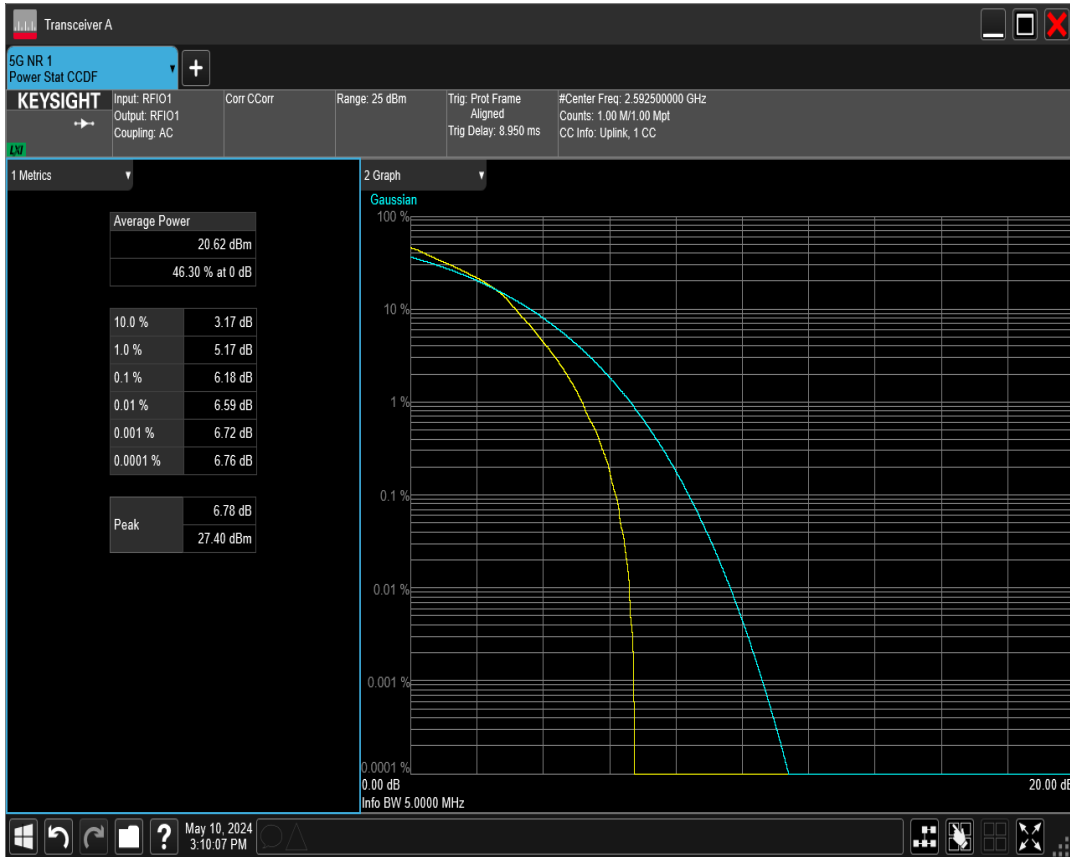 Transceiver A
5G NR 1
Power Stat CCDF
+
KEYSIGHT
LXI
Input: RFIO1
Output: RFIO1
Coupling: AC
Corr CCorr
Range: 25 dBm
Trig: Prot Frame
Aligned
Trig Delay: 8.950 ms
#Center Freq: 2.592500000 GHz
Counts: 1.00 M/1.00 Mpt
CC Info: Uplink, 1 CC
1 Metrics
Average Power
20.62 dBm
46.30 % at 0 dB
10.0 % 3.17 dB
1.0 % 5.17 dB
0.1 % 6.18 dB
0.01 % 6.59 dB
0.001 % 6.72 dB
0.0001 % 6.76 dB
Peak
6.78 dB
27.40 dBm
2 Graph
Gaussian
100 %
10 %
1 %
0.1 %
0.01 %
0.001 %
0.0001 %
0.00 dB 20.00 dB
Info BW 5.0000 MHz
?
May 10, 2024
3:10:07 PM